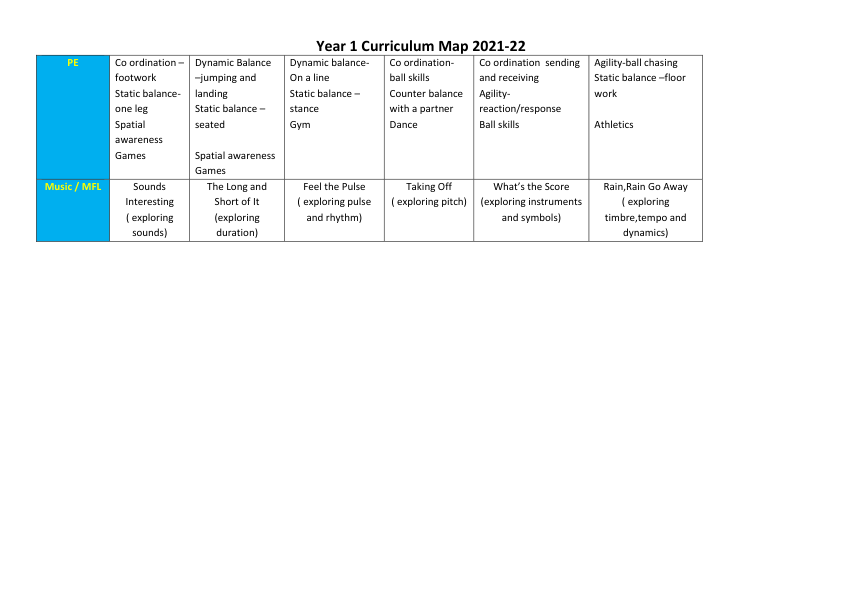 Year 1 Curriculum Map 2021-22
PE
Co ordination –
footwork
Static balance-
one leg
Spatial
awareness
Games
Dynamic Balance
–jumping and
landing
Static balance –
seated
Spatial awareness
Games
Dynamic balance-
On a line
Static balance –
stance
Gym
Co ordination-
ball skills
Counter balance
with a partner
Dance
Co ordination  sending
and receiving
Agility-
reaction/response
Ball skills
Agility-ball chasing
Static balance –floor
work
Athletics
Music / MFL
Sounds
Interesting
( exploring
sounds)
The Long and
Short of It
(exploring
duration)
Feel the Pulse
( exploring pulse
and rhythm)
Taking Off
( exploring pitch)
What’s the Score
(exploring instruments
and symbols)
Rain,Rain Go Away
( exploring
timbre,tempo and
dynamics)